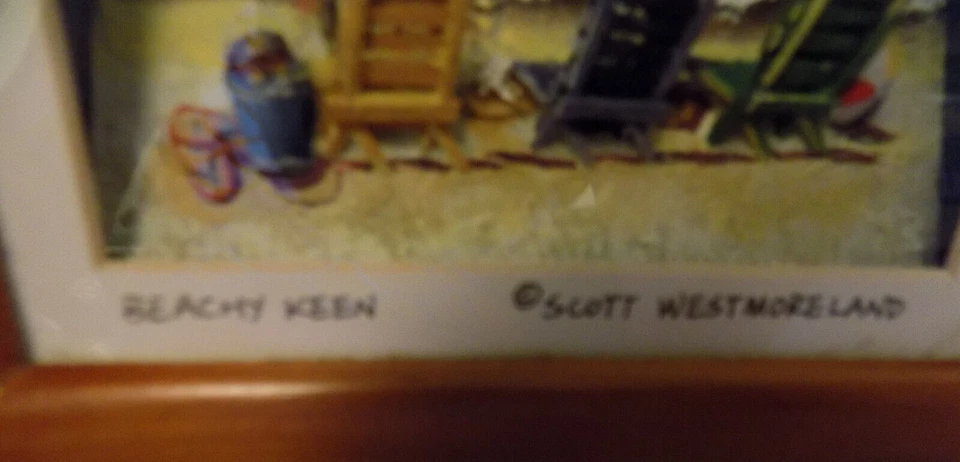 BEACHY KEEN
©SCOTT WESTMORELAND